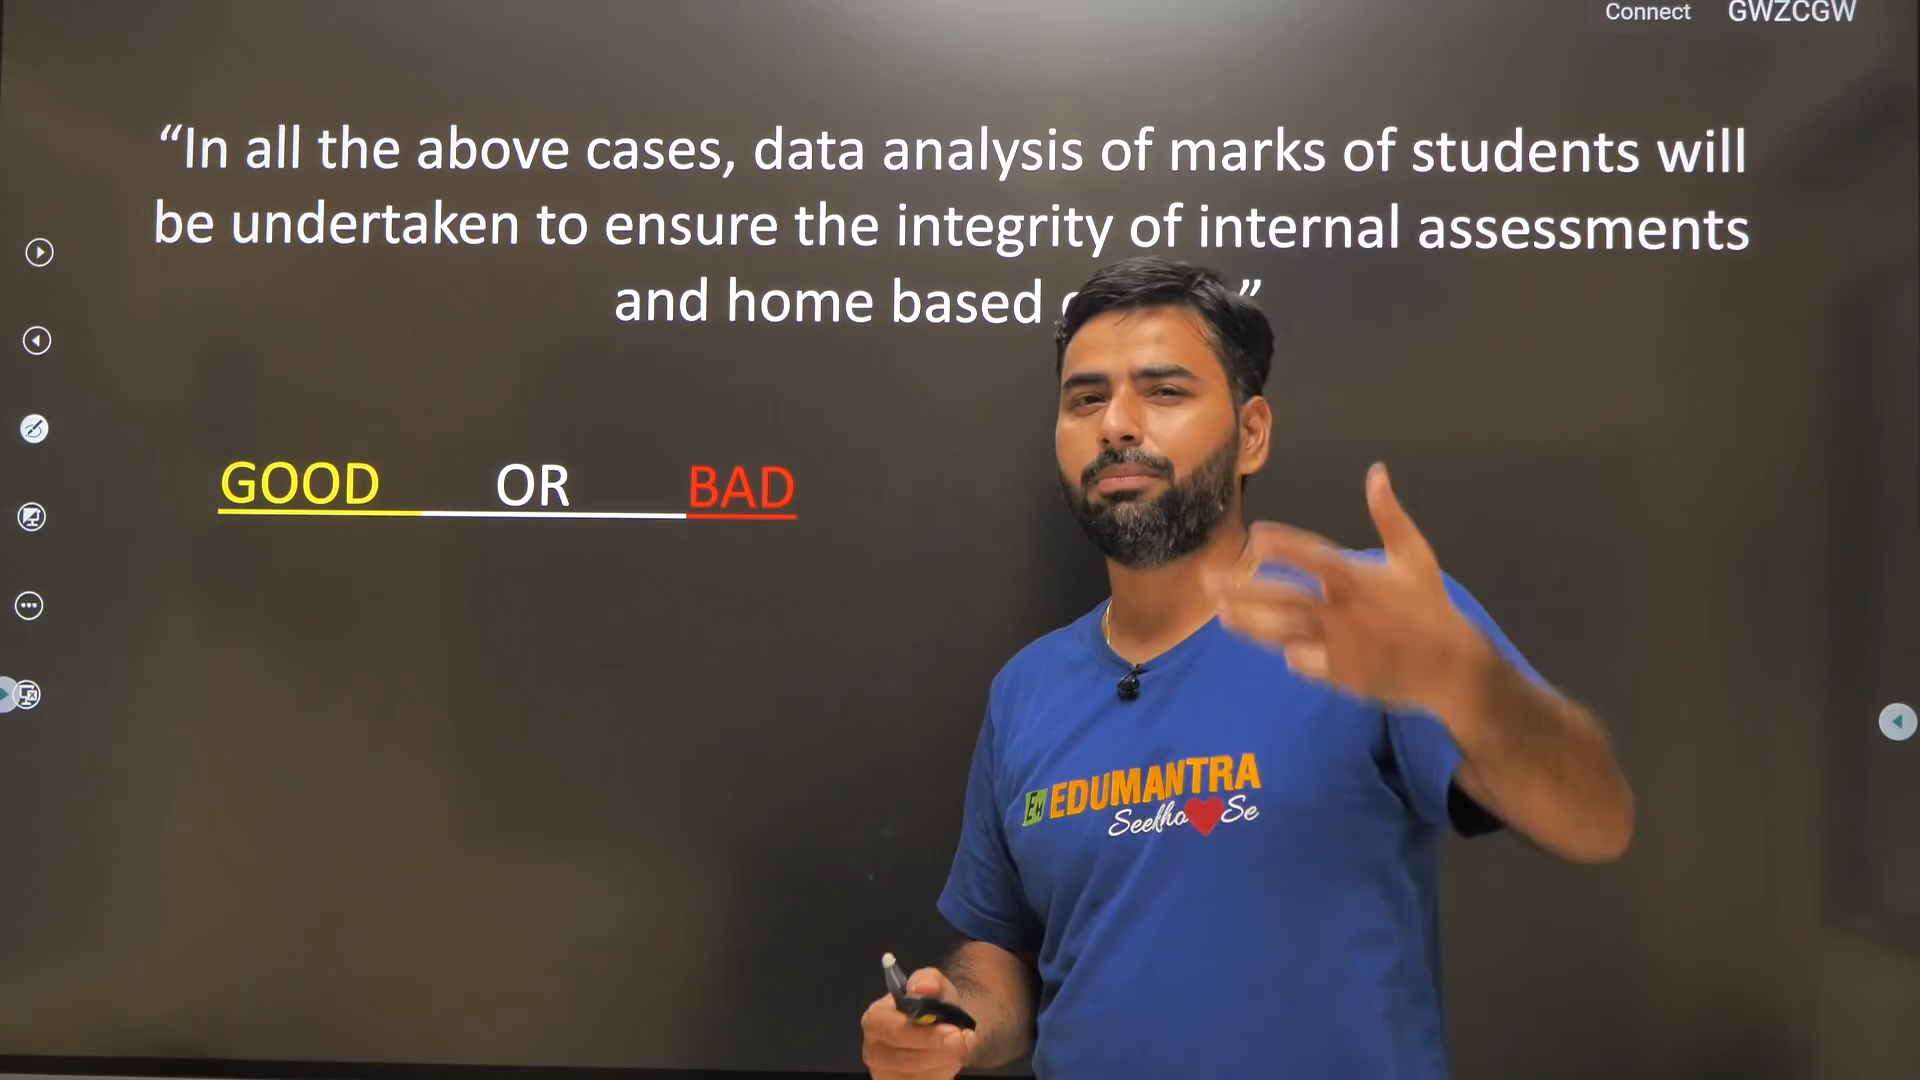 Connect GWZCGW
“In all the above cases, data analysis of marks of students will
be undertaken to ensure the integrity of internal assessments
and home based ”
GOOD OR BAD
EM EDUMANTRA
Seekho Se